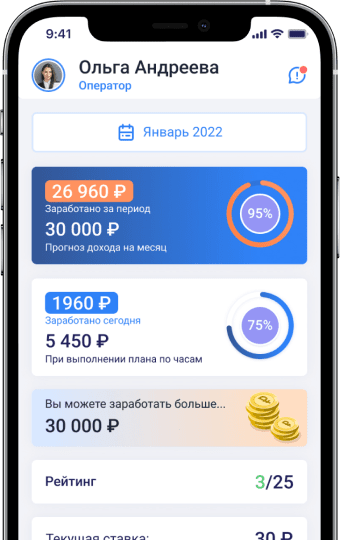 9:41
Ольга Андреева
Оператор
Январь 2022
26 960 ₽
Заработано за период
30 000 ₽
Прогноз дохода на месяц
95%
1960 ₽
Заработано сегодня
5 450 ₽
При выполнении плана по часам
75%
Вы можете заработать больше...
30 000 ₽
Рейтинг
3/25
Текущая ставка:
30 ₽